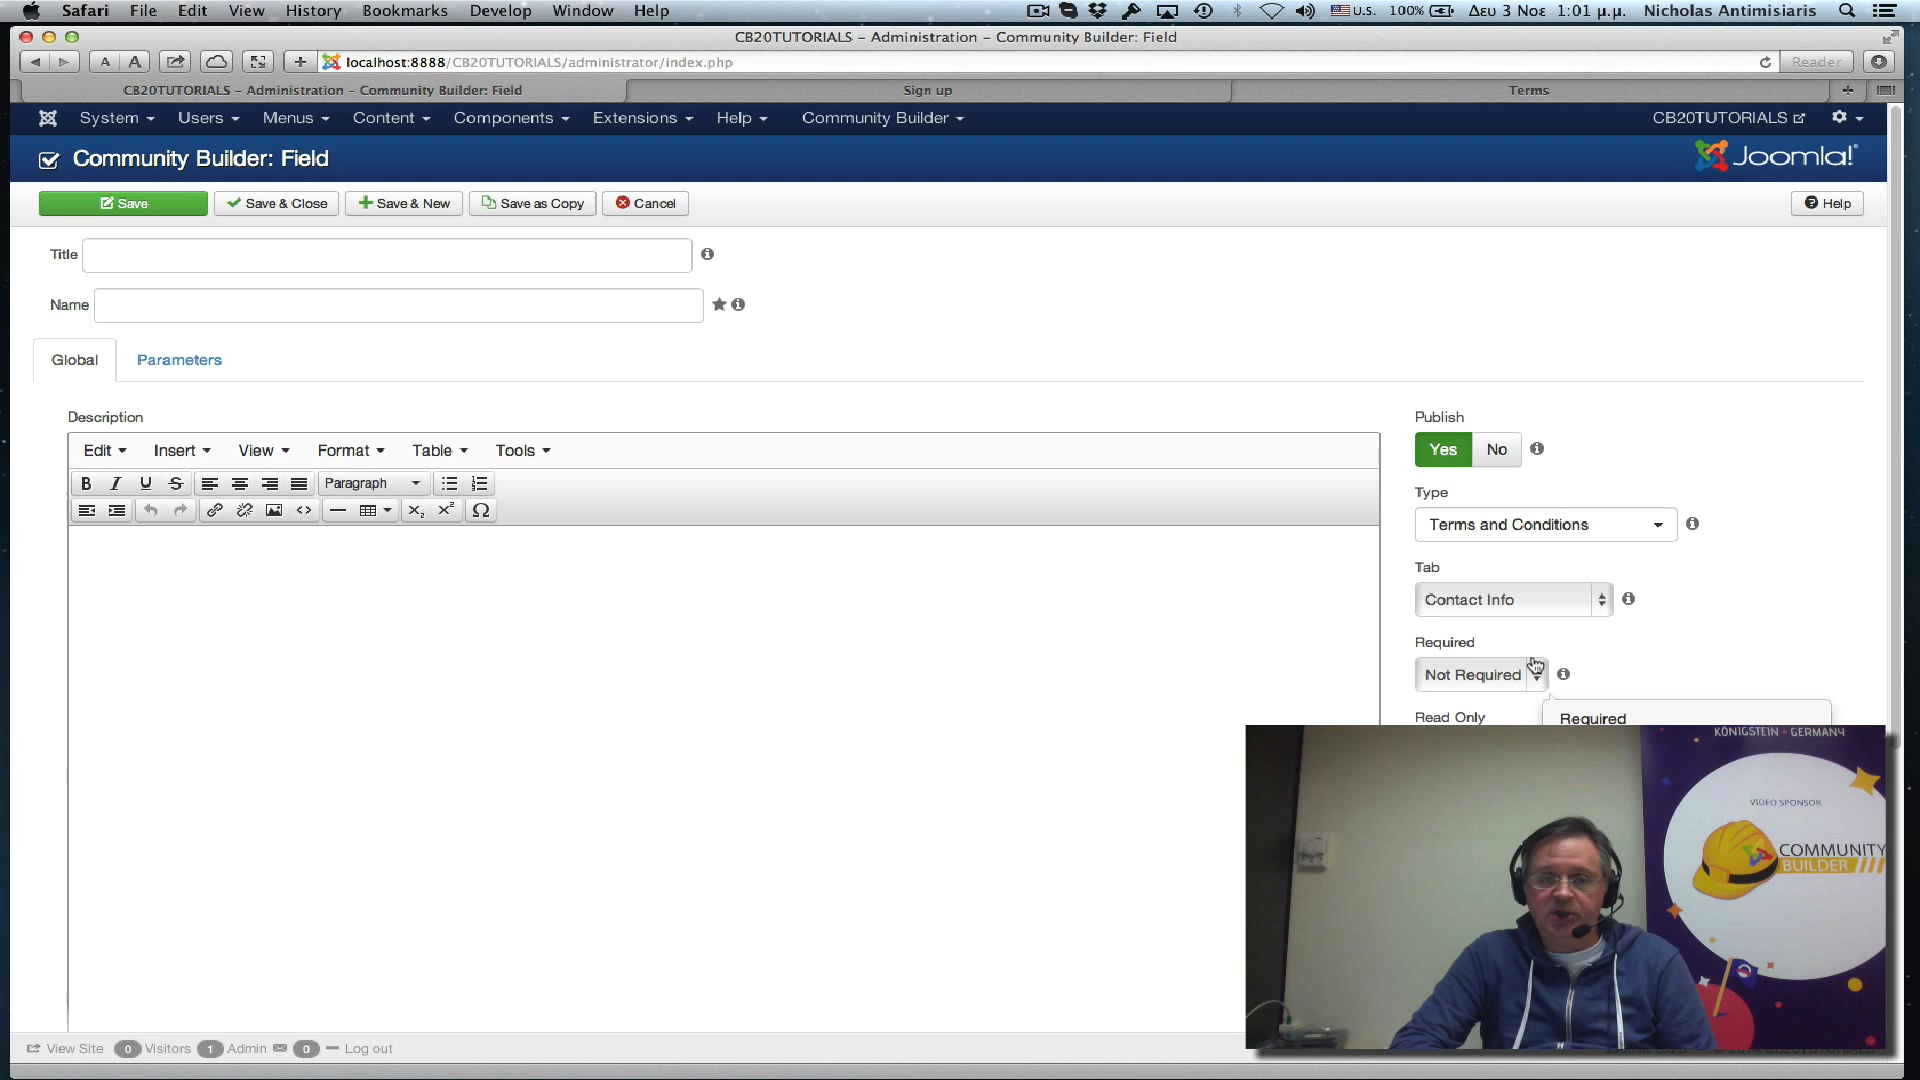 Safari File Edit View History Bookmarks Develop Window Help U.S. 100% Δευ 3 Νοε 1:01 μ.μ. Nicholas Antimisiaris
CB20TUTORIALS – Administration – Community Builder: Field
A A localhost:8888/CB20TUTORIALS/administrator/index.php Reader
CB20TUTORIALS – Administration – Community Builder: Field Sign up Terms
System Users Menus Content Components Extensions Help Community Builder CB20TUTORIALS
Community Builder: Field Joomla!
Save Save & Close Save & New Save as Copy Cancel Help
Title
Name
Global Parameters
Description Publish
Edit Insert View Format Table Tools Yes No
B I U S Paragraph Type
Terms and Conditions
Tab
Contact Info
Required
Not Required
Read Only Required
KÖNIGSTEIN • GERMANY
VIDEO SPONSOR
COMMUNITY
BUILDER
View Site 0 Visitors 1 Admin 0 Log out